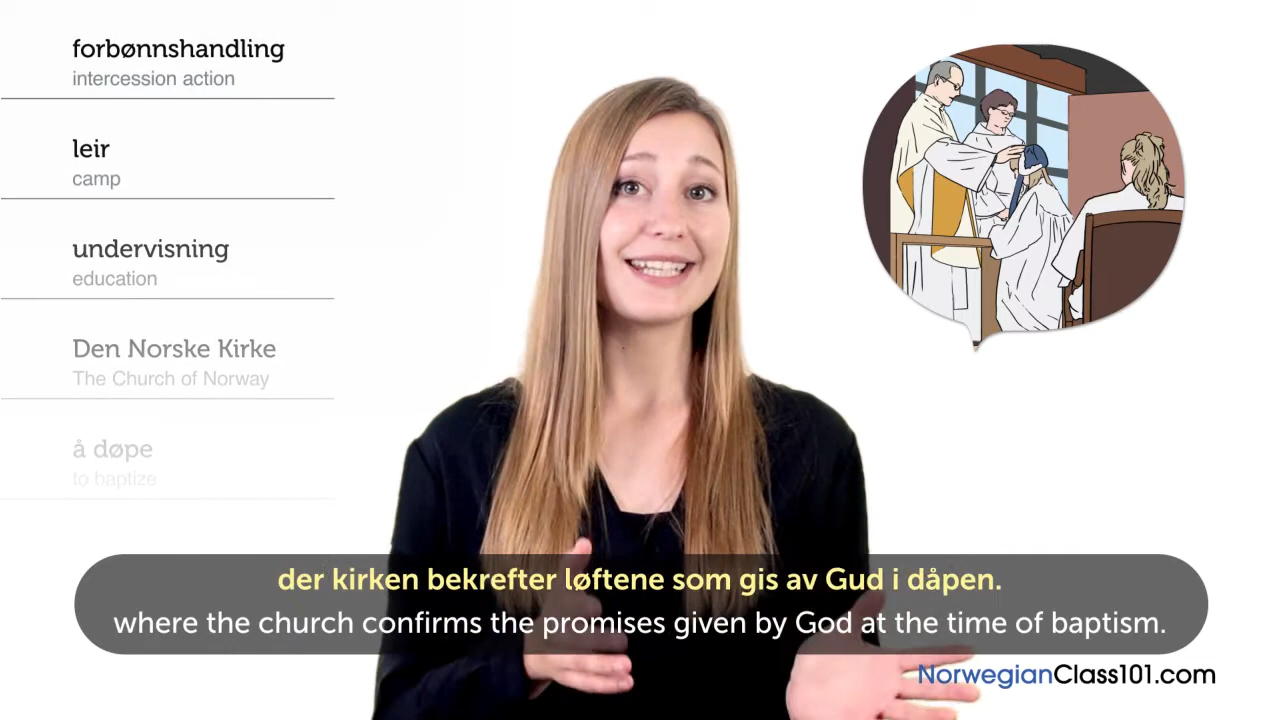 forbønnshandling
intercession action
leir
camp
undervisning
education
Den Norske Kirke
The Church of Norway
å døpe
to baptize
der kirken bekrefter løftene som gis av Gud i dåpen.
where the church confirms the promises given by God at the time of baptism.
NorwegianClass101.com